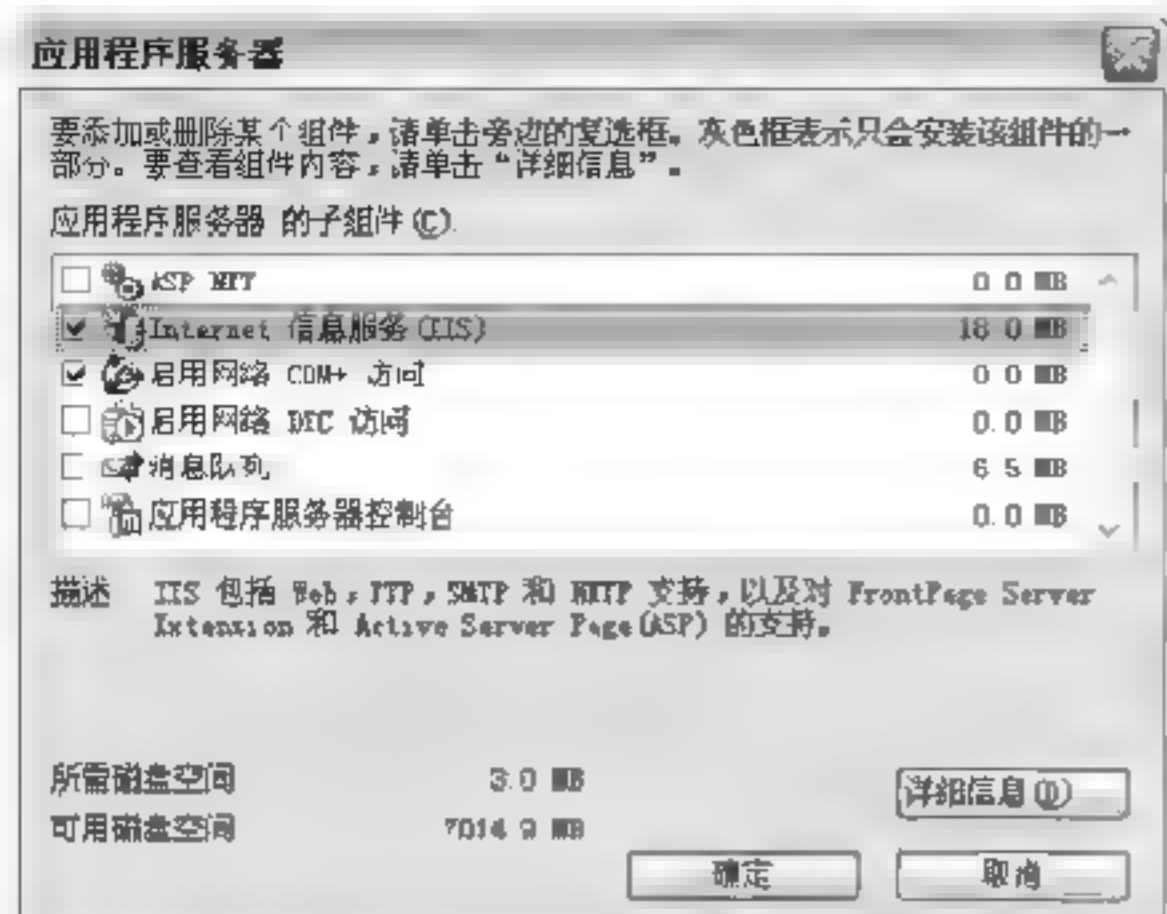 应用程序服务器
要添加或删除某个组件，请单击旁边的复选框。灰色框表示只会安装该组件的一
部分。要查看组件内容，请单击“详细信息”。
应用程序服务器 的子组件(C)
ASP NET 0 0 MB
Internet 信息服务(IIS) 18 0 MB
启用网络 COM+ 访问 0 0 MB
启用网络 DTC 访问 0.0 MB
消息队列 6 5 MB
应用程序服务器控制台 0.0 MB
描述 IIS 包括 Web，FTP，SMTP 和 NNTP 支持，以及对 FrontPage Server
Extension 和 Active Server Page(ASP) 的支持。
所需磁盘空间 3.0 MB
可用磁盘空间 7014 9 MB
详细信息(D)
确定 取消